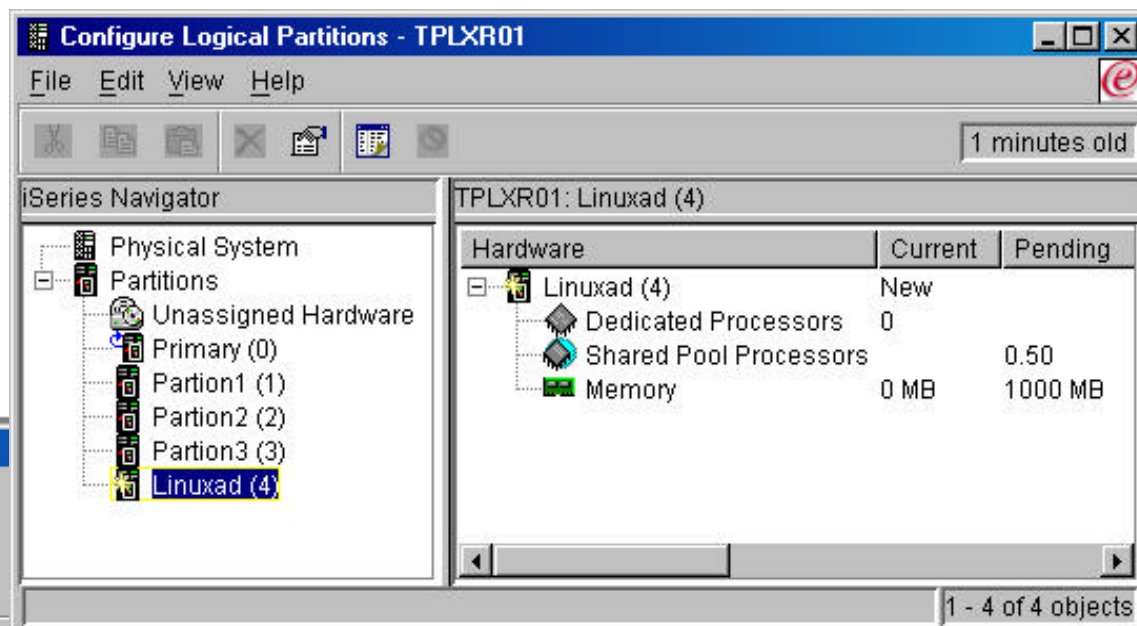 Configure Logical Partitions - TPLXR01
File Edit View Help
e
1 minutes old
iSeries Navigator
TPLXR01: Linuxad (4)
Physical System
Partitions
Unassigned Hardware
Primary (0)
Partion1 (1)
Partion2 (2)
Partion3 (3)
Linuxad (4)
Hardware Current Pending
Linuxad (4) New
Dedicated Processors 0
Shared Pool Processors 0.50
Memory 0 MB 1000 MB
1 - 4 of 4 objects